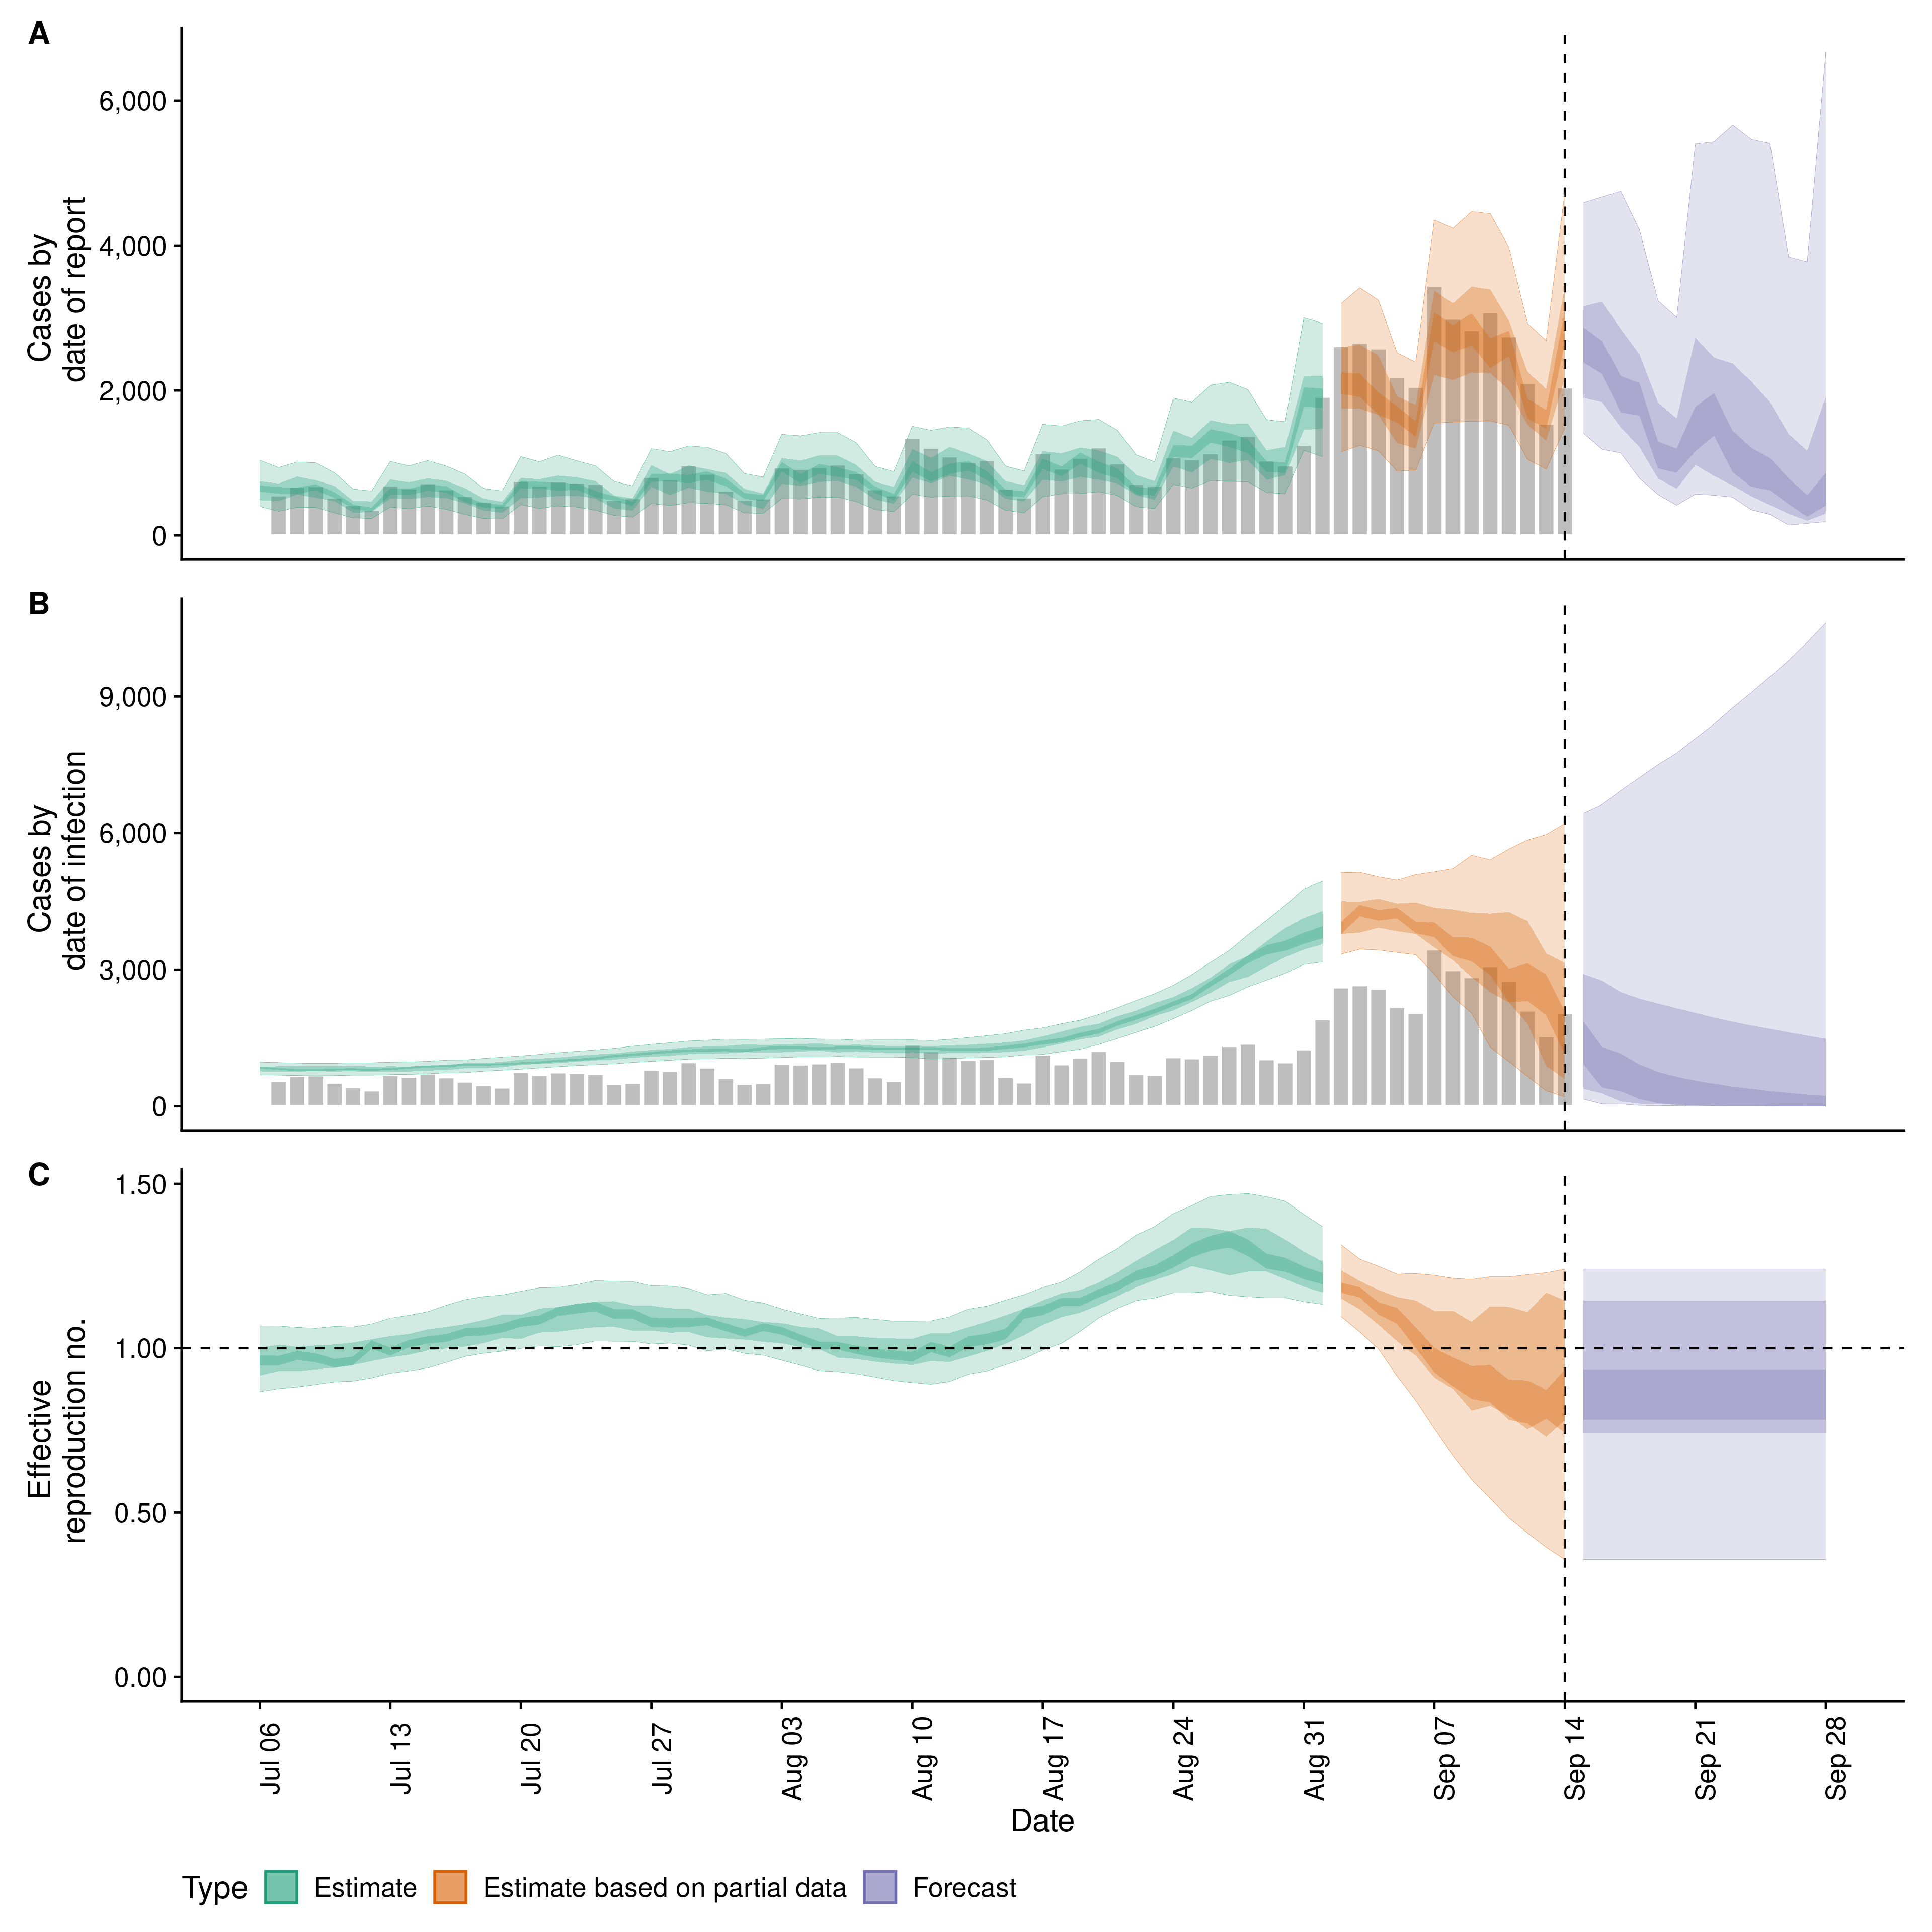 A
Cases by
date of report
6,000
4,000
2,000
0
B
Cases by
date of infection
9,000
6,000
3,000
0
C
Effective
reproduction no.
1.50
1.00
0.50
0.00
Jul 06
Jul 13
Jul 20
Jul 27
Aug 03
Aug 10
Aug 17
Aug 24
Aug 31
Sep 07
Sep 14
Sep 21
Sep 28
Date
Type Estimate Estimate based on partial data Forecast